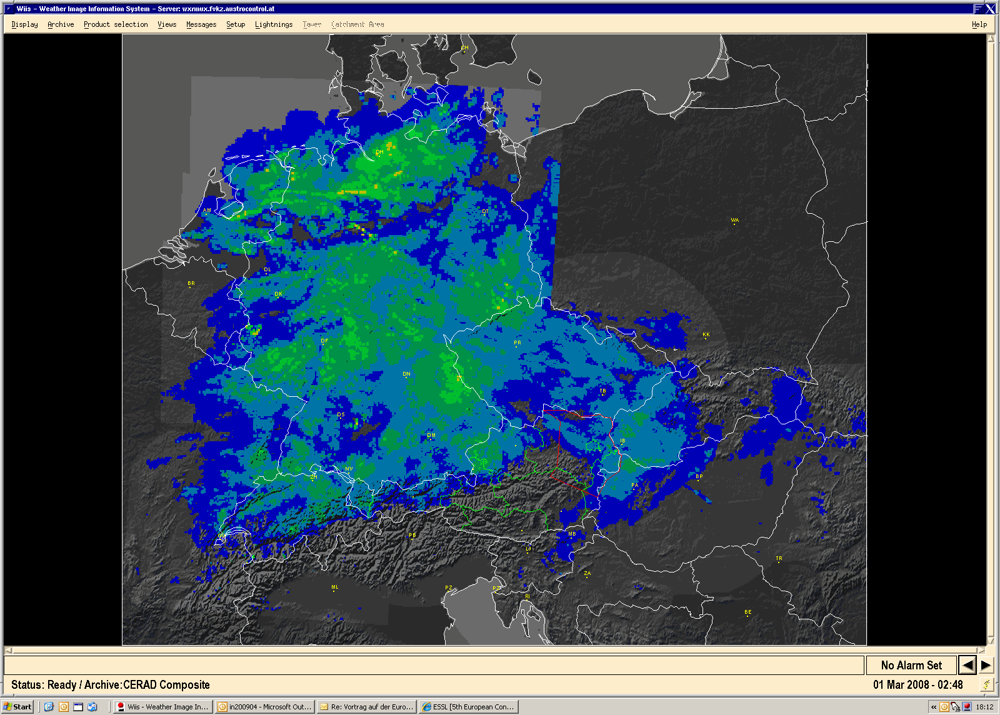 Wiis - Weather Image Information System - Server: wxrmux.fvkz.austrocontrol.at
Display Archive Product selection Views Messages Setup Lightnings Tawes Catchment Area Help
CH
DH
AM
DT
WA
DL
BR
DK
KK
DF
PR
DN
TB
DS
DM
IB
NY
ZH
BP
PA
MB
PB
LJ
TR
ZA
ML
PZ
RI
BE
No Alarm Set
Status: Ready / Archive:CERAD Composite 01 Mar 2008 - 02:48
Start Wiis - Weather Image In... in200904 - Microsoft Out... Re: Vortrag auf der Euro... ESSL [5th European Con... « 18:12